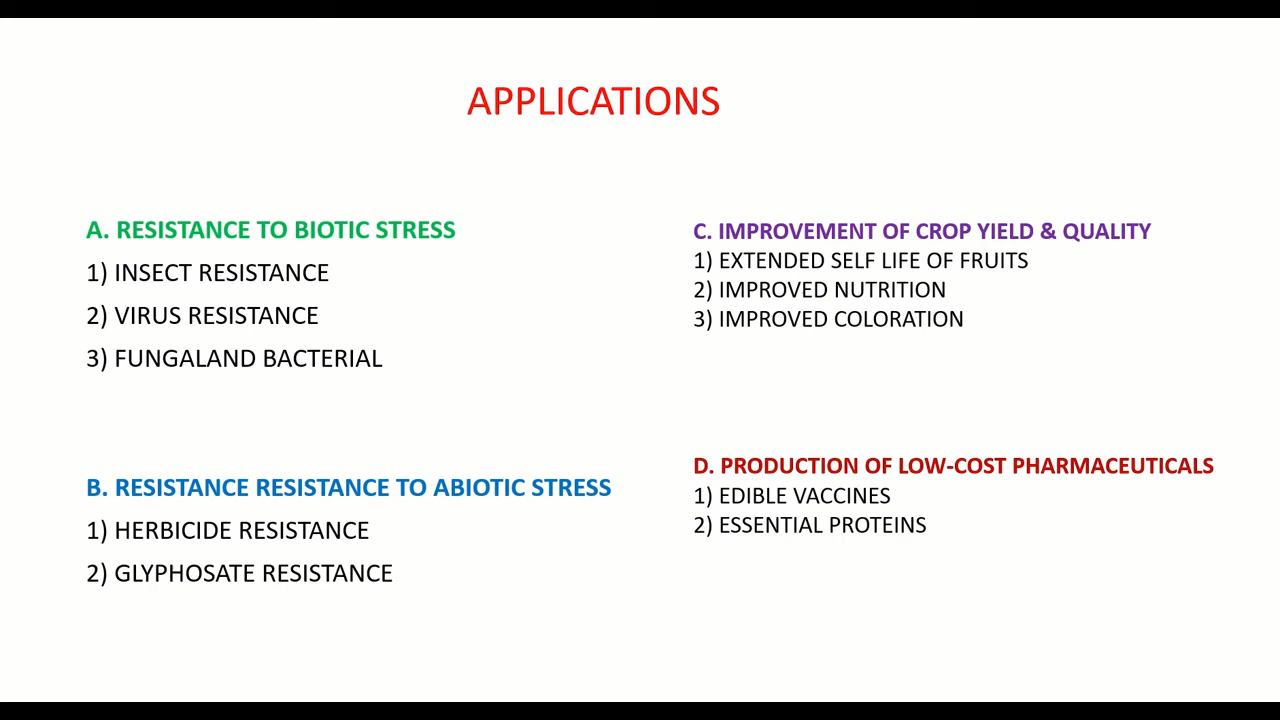 APPLICATIONS
A. RESISTANCE TO BIOTIC STRESS
1) INSECT RESISTANCE
2) VIRUS RESISTANCE
3) FUNGALAND BACTERIAL
B. RESISTANCE RESISTANCE TO ABIOTIC STRESS
1) HERBICIDE RESISTANCE
2) GLYPHOSATE RESISTANCE
C. IMPROVEMENT OF CROP YIELD & QUALITY
1) EXTENDED SELF LIFE OF FRUITS
2) IMPROVED NUTRITION
3) IMPROVED COLORATION
D. PRODUCTION OF LOW-COST PHARMACEUTICALS
1) EDIBLE VACCINES
2) ESSENTIAL PROTEINS